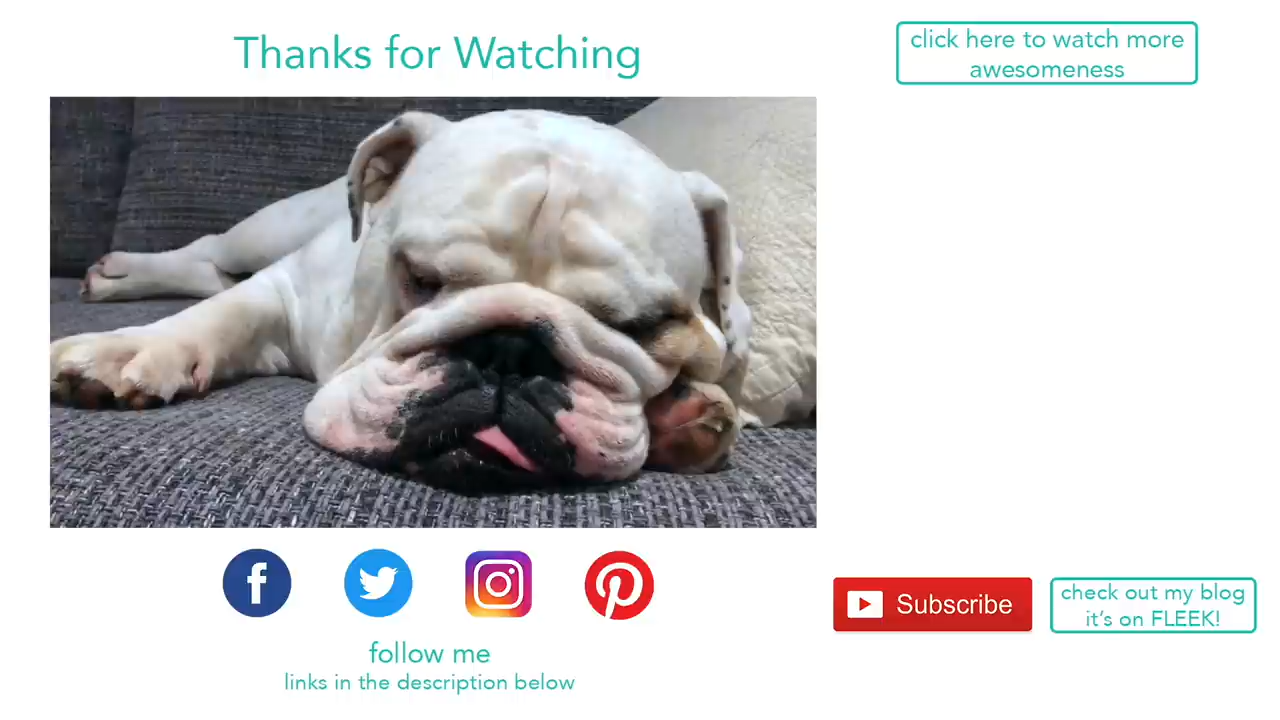 Thanks for Watching
click here to watch more
awesomeness
Subscribe
check out my blog
it's on FLEEK!
follow me
links in the description below